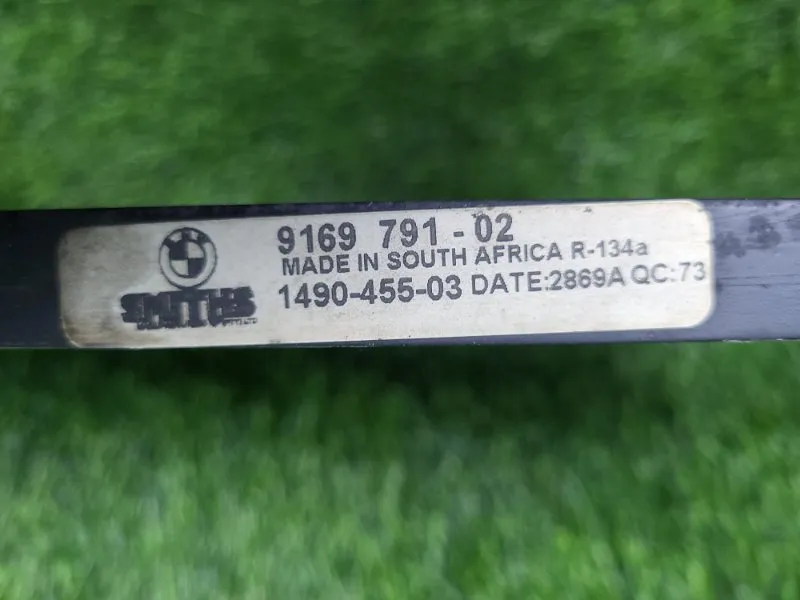 9169 791-02
MADE IN SOUTH AFRICA R-134a
SMITHS
1490-455-03 DATE:2869A QC:73